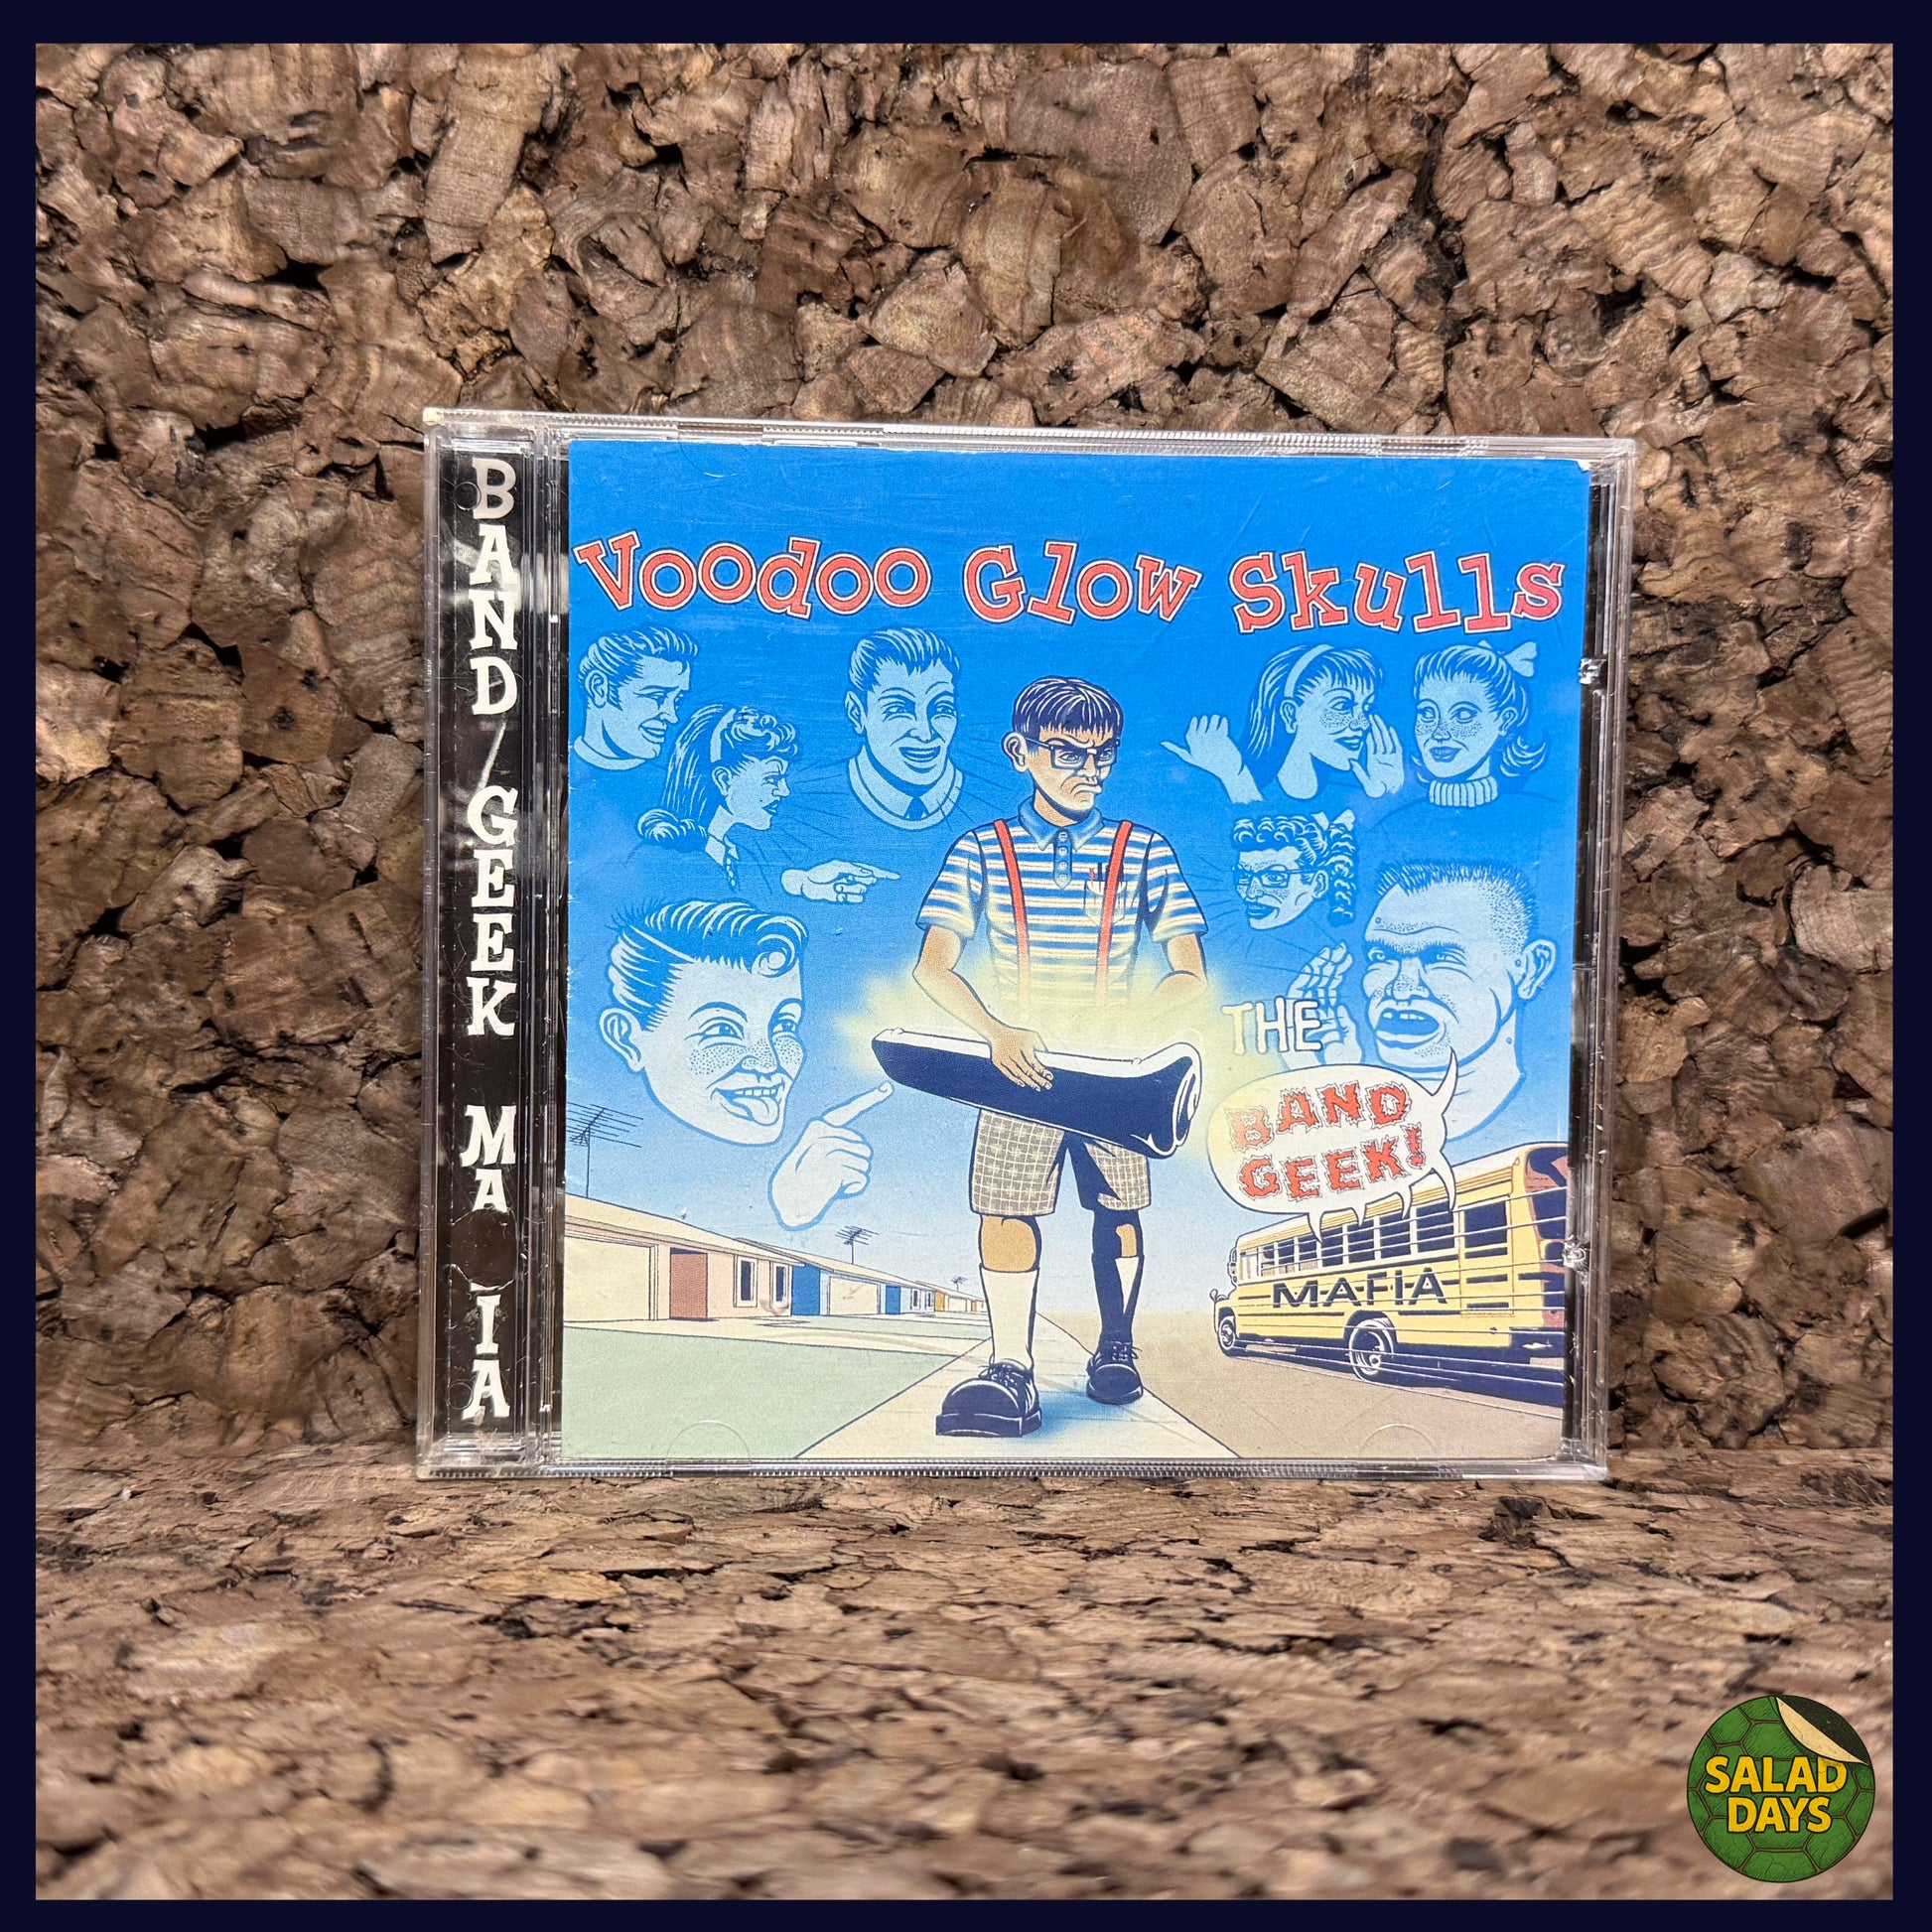 BAND GEEK MA IA
Voodoo Glow Skulls
THE
BAND
GEEK!
MAFIA
SALAD
DAYS